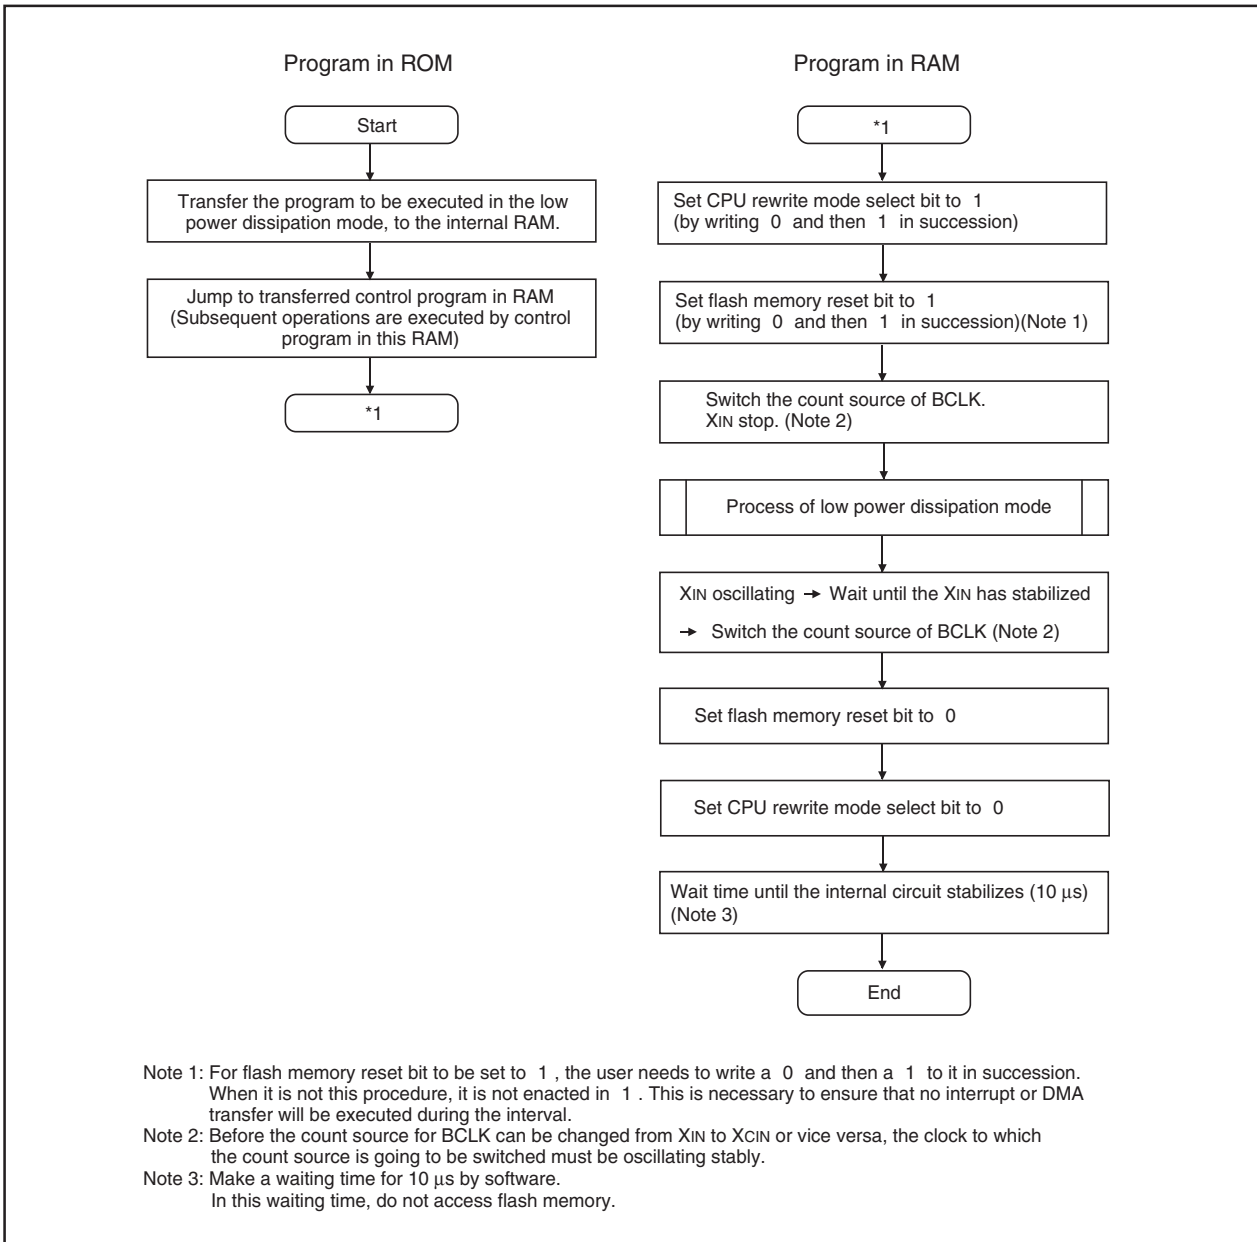 Program in ROM
Start
Transfer the program to be executed in the low
power dissipation mode, to the internal RAM.
Jump to transferred control program in RAM
(Subsequent operations are executed by control
program in this RAM)
*1
Program in RAM
*1
Set CPU rewrite mode select bit to 1
(by writing 0 and then 1 in succession)
Set flash memory reset bit to 1
(by writing 0 and then 1 in succession)(Note 1)
Switch the count source of BCLK.
XIN stop. (Note 2)
Process of low power dissipation mode
XIN oscillating → Wait until the XIN has stabilized
→ Switch the count source of BCLK (Note 2)
Set flash memory reset bit to 0
Set CPU rewrite mode select bit to 0
Wait time until the internal circuit stabilizes (10 μs)
(Note 3)
End
Note 1: For flash memory reset bit to be set to 1 , the user needs to write a 0 and then a 1 to it in succession.
When it is not this procedure, it is not enacted in 1 . This is necessary to ensure that no interrupt or DMA
transfer will be executed during the interval.
Note 2: Before the count source for BCLK can be changed from XIN to XCIN or vice versa, the clock to which
the count source is going to be switched must be oscillating stably.
Note 3: Make a waiting time for 10 μs by software.
In this waiting time, do not access flash memory.